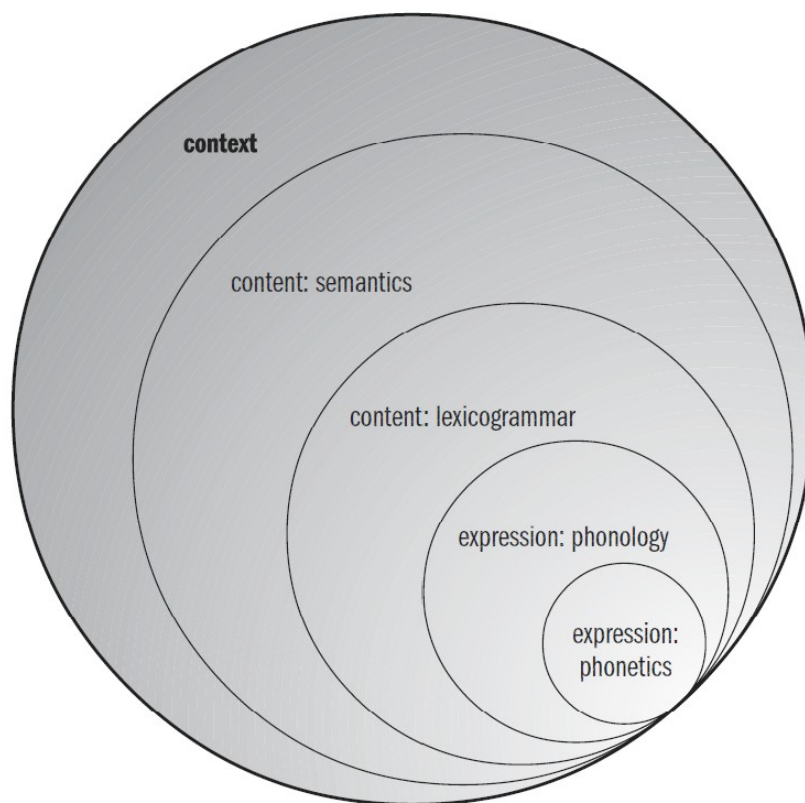 context
content: semantics
content: lexicogrammar
expression: phonology
expression:
phonetics